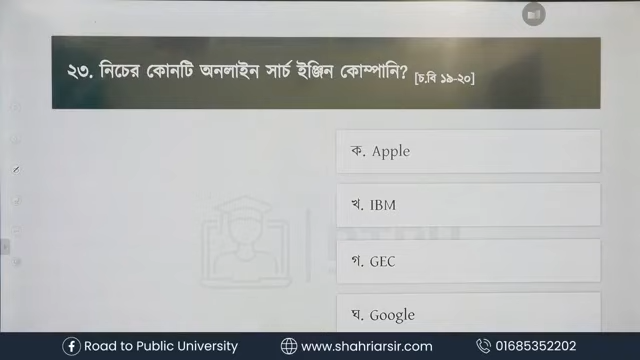 ২৩. নিচের কোনটি অনলাইন সার্চ ইঞ্জিন কোম্পানি? [চ.বি ১৯-২০]
ক. Apple
খ. IBM
গ. GEC
ঘ. Google
Road to Public University www.shahriarsir.com 01685352202